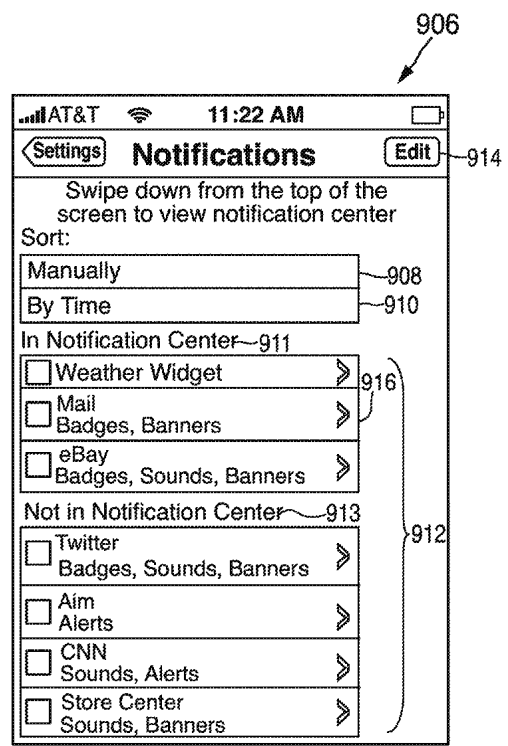 906
AT&T 11:22 AM
Settings Notifications Edit 914
Swipe down from the top of the
screen to view notification center
Sort:
Manually 908
By Time 910
In Notification Center 911
Weather Widget
916
Mail
Badges, Banners
eBay
Badges, Sounds, Banners
Not in Notification Center 913
912
Twitter
Badges, Sounds, Banners
Aim
Alerts
CNN
Sounds, Alerts
Store Center
Sounds, Banners